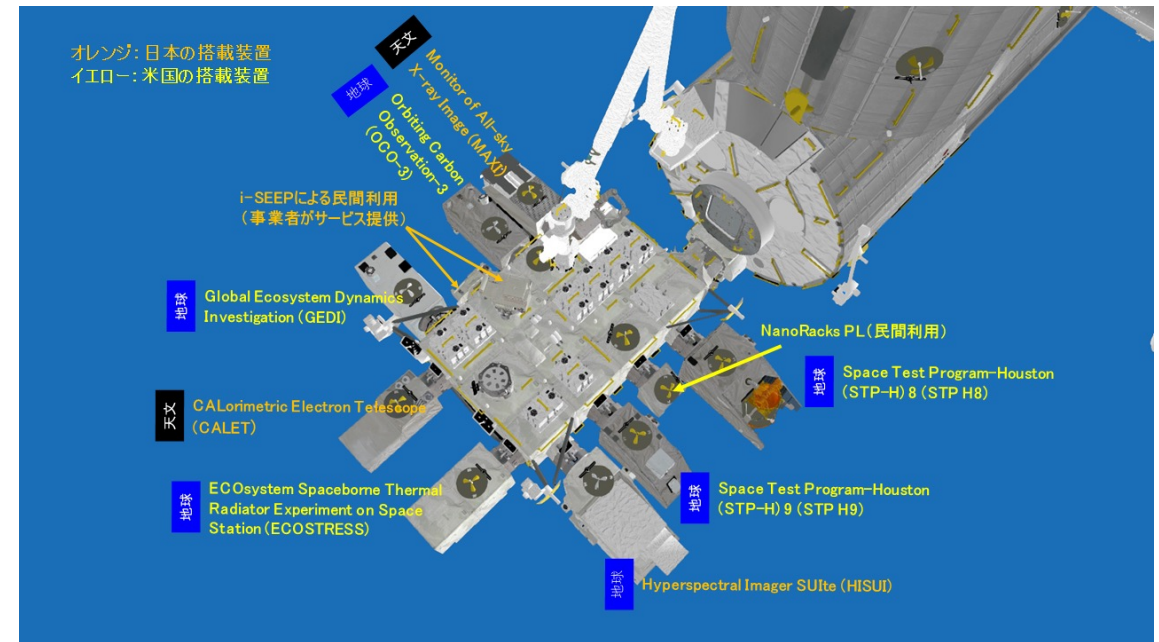 オレンジ：日本の搭載装置
イエロー：米国の搭載装置
天文
Monitor of All-sky
X-ray Image (MAXI)
地球
Orbiting Carbon
Observation-3
(OCO-3)
i-SEEPによる民間利用
（事業者がサービス提供）
地球
Global Ecosystem Dynamics
Investigation (GEDI)
NanoRacks PL（民間利用）
地球
Space Test Program-Houston
(STP-H) 8 (STP H8)
天文
CALorimetric Electron Telescope
(CALET)
地球
ECOsystem Spaceborne Thermal
Radiator Experiment on Space
Station (ECOSTRESS)
地球
Space Test Program-Houston
(STP-H) 9 (STP H9)
地球
Hyperspectral Imager SUIte (HISUI)